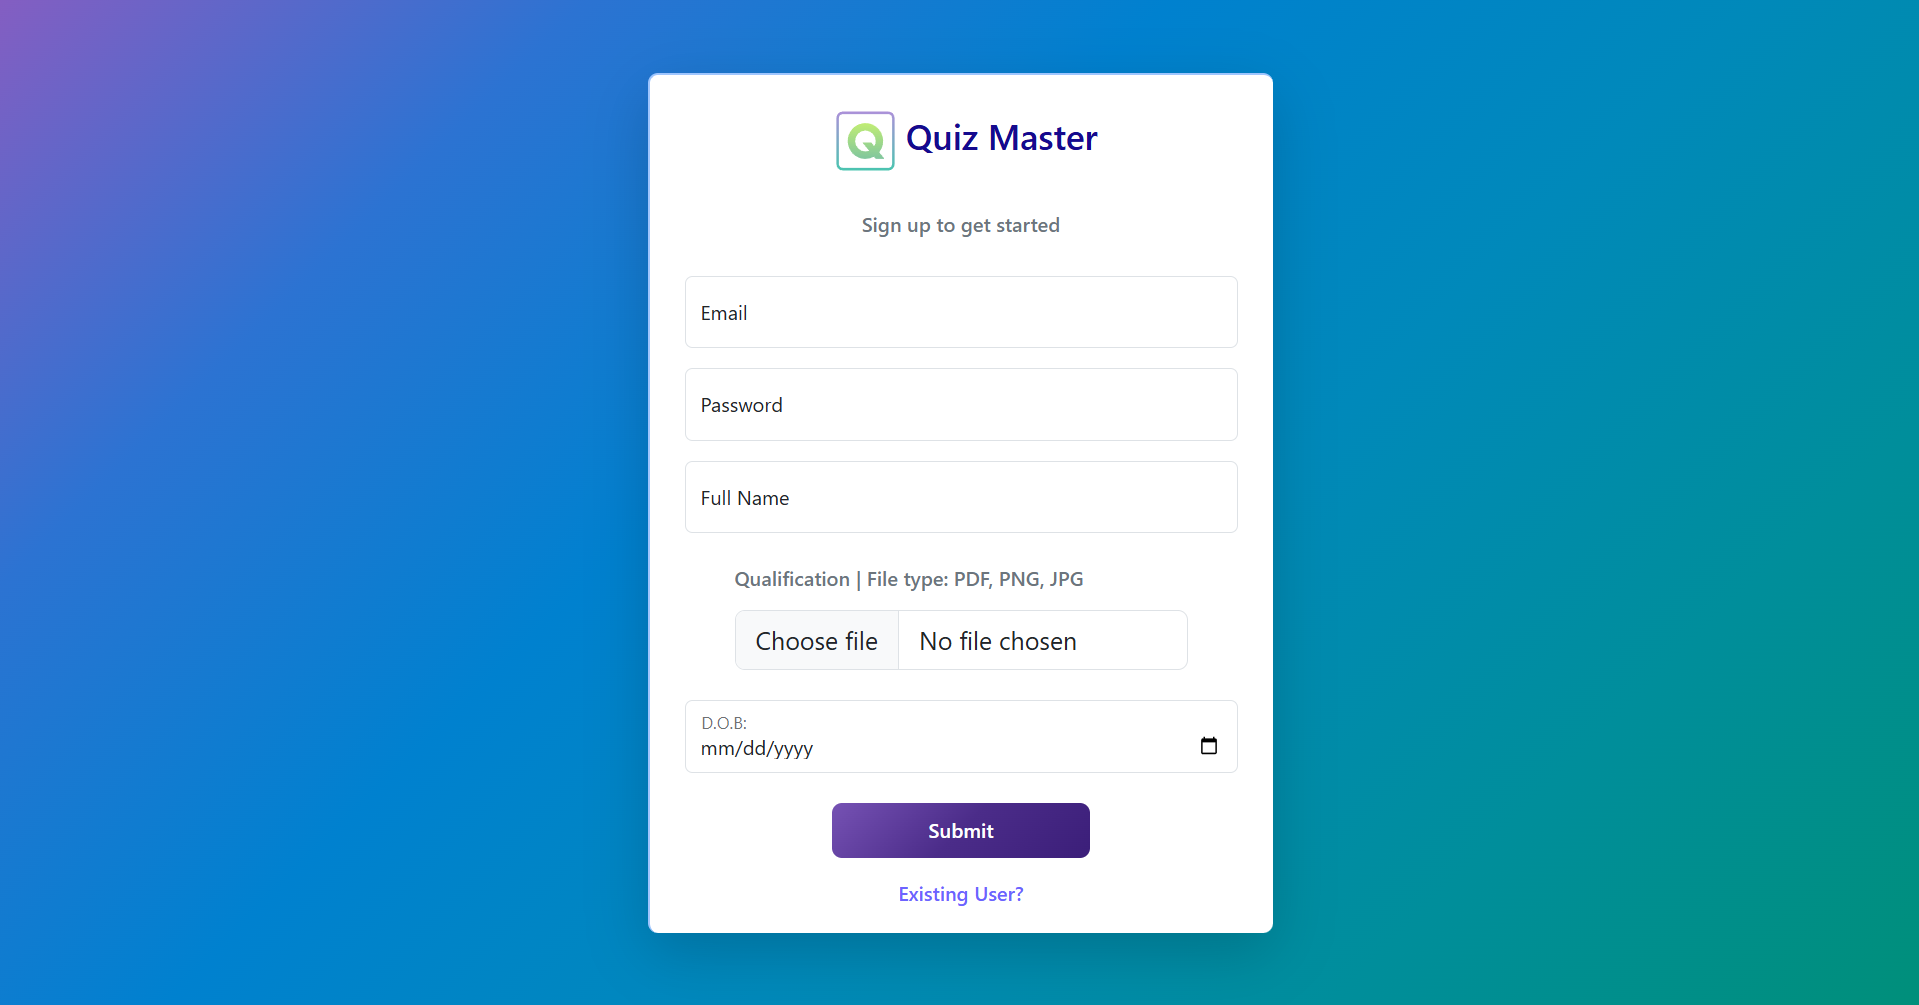 Q Quiz Master
Sign up to get started
Email
Password
Full Name
Qualification | File type: PDF, PNG, JPG
Choose file No file chosen
D.O.B:
mm/dd/yyyy
Submit
Existing User?